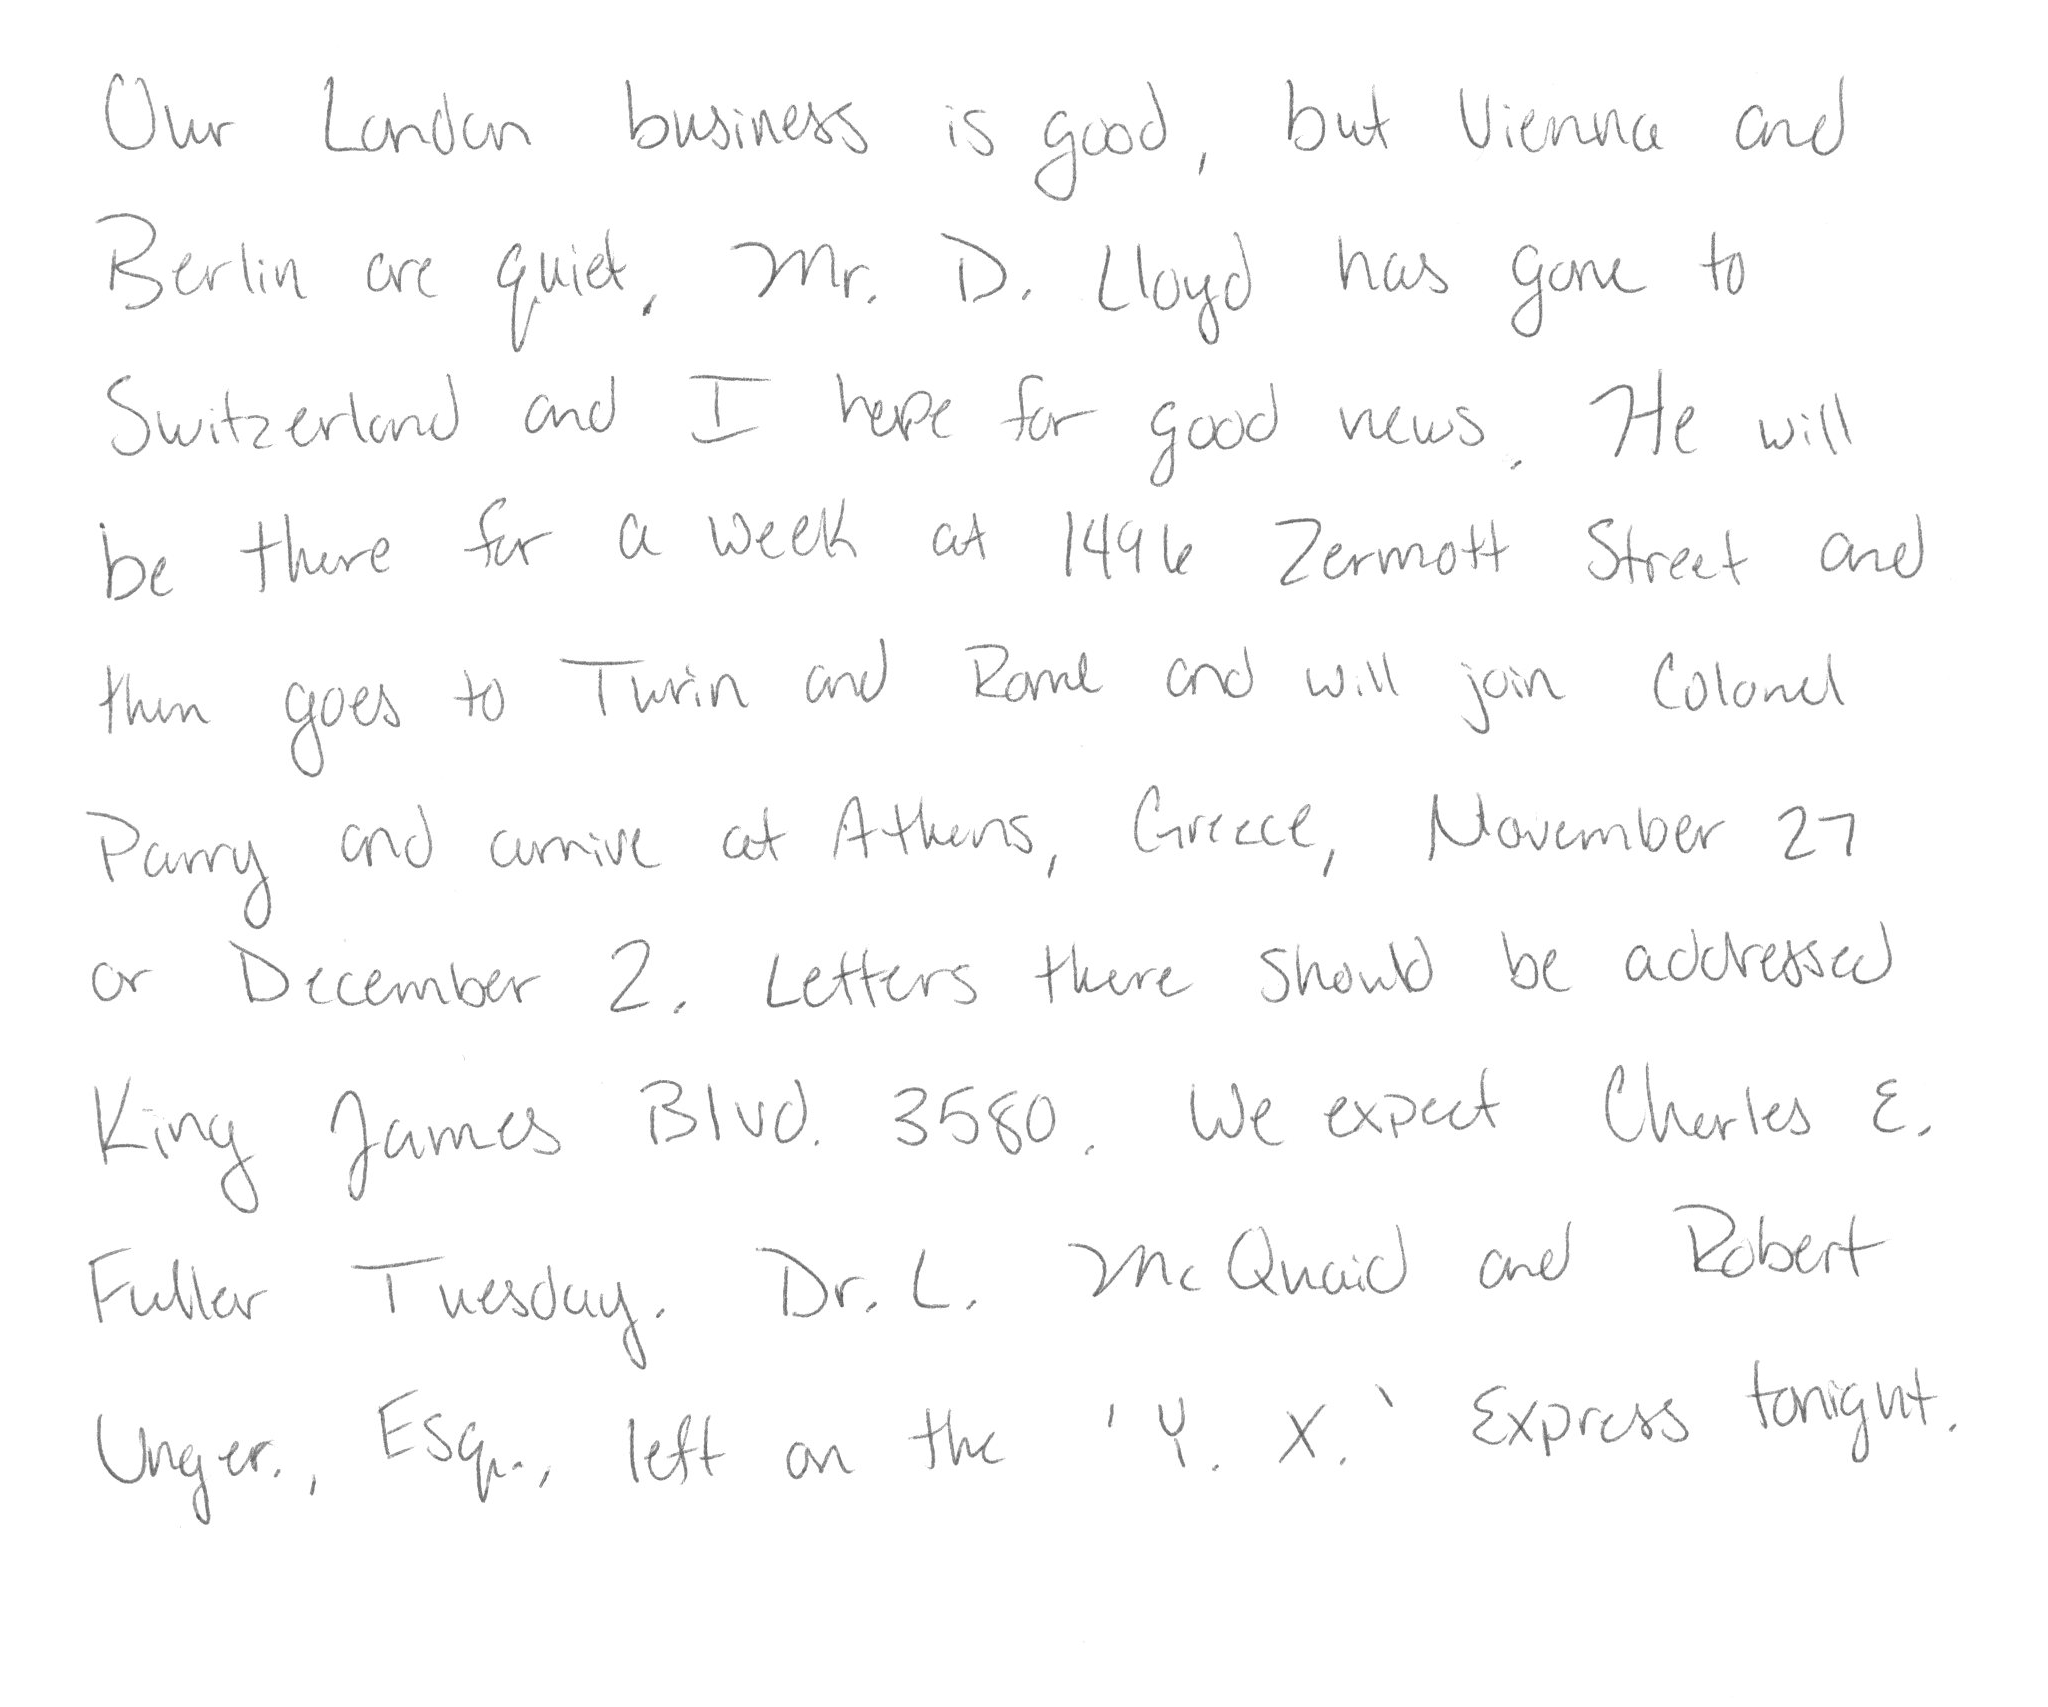 Our London business is good, but Vienna and
Berlin are quiet. Mr. D. Lloyd has gone to
Switzerland and I hope for good news. He will
be there for a week at 1496 Zermott Street and
then goes to Turin and Rome and will join Colonel
Parry and arrive at Athens, Greece, November 27
or December 2. Letters there should be addressed
King James Blvd. 3580. We expect Charles E.
Fuller Tuesday. Dr. L. McQuaid and Robert
Unger., Esq., left on the 'Y. X.' Express tonight.